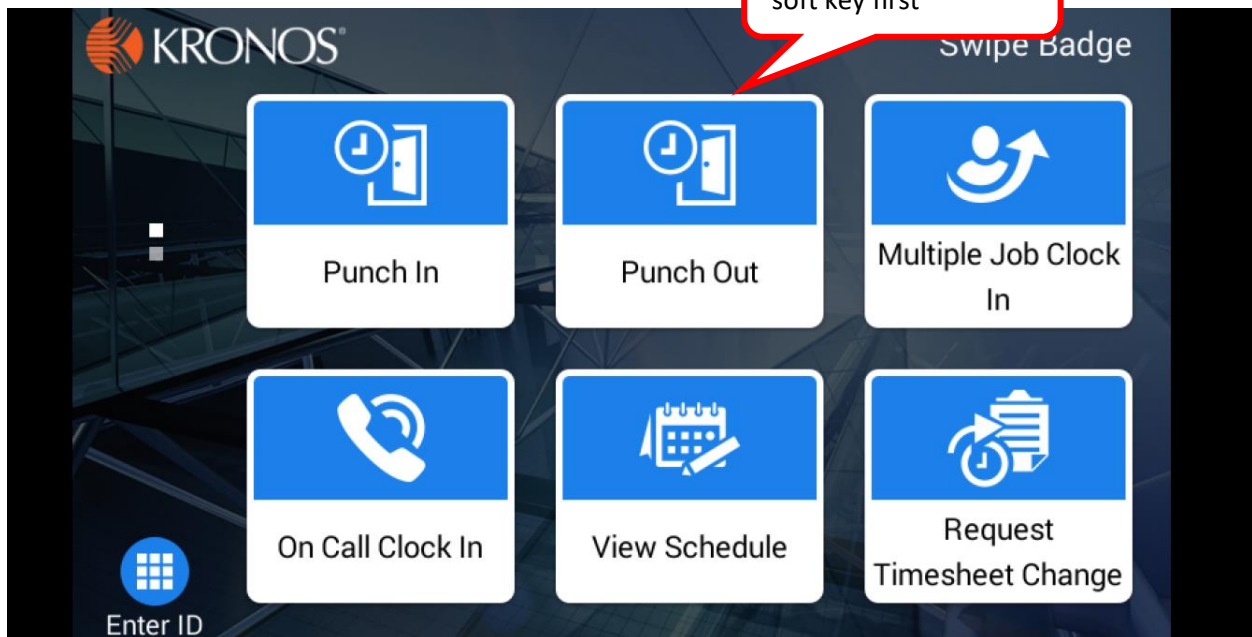 soft key first
KRONOS®
Swipe Badge
Punch In
Punch Out
Multiple Job Clock
In
On Call Clock In
View Schedule
Request
Timesheet Change
Enter ID